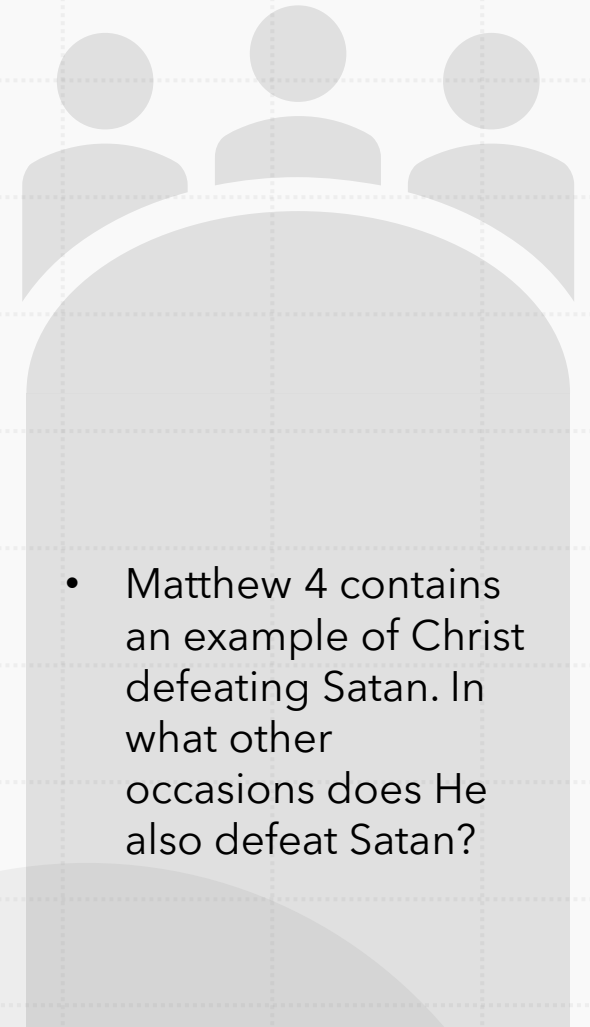 • Matthew 4 contains
an example of Christ
defeating Satan. In
what other
occasions does He
also defeat Satan?